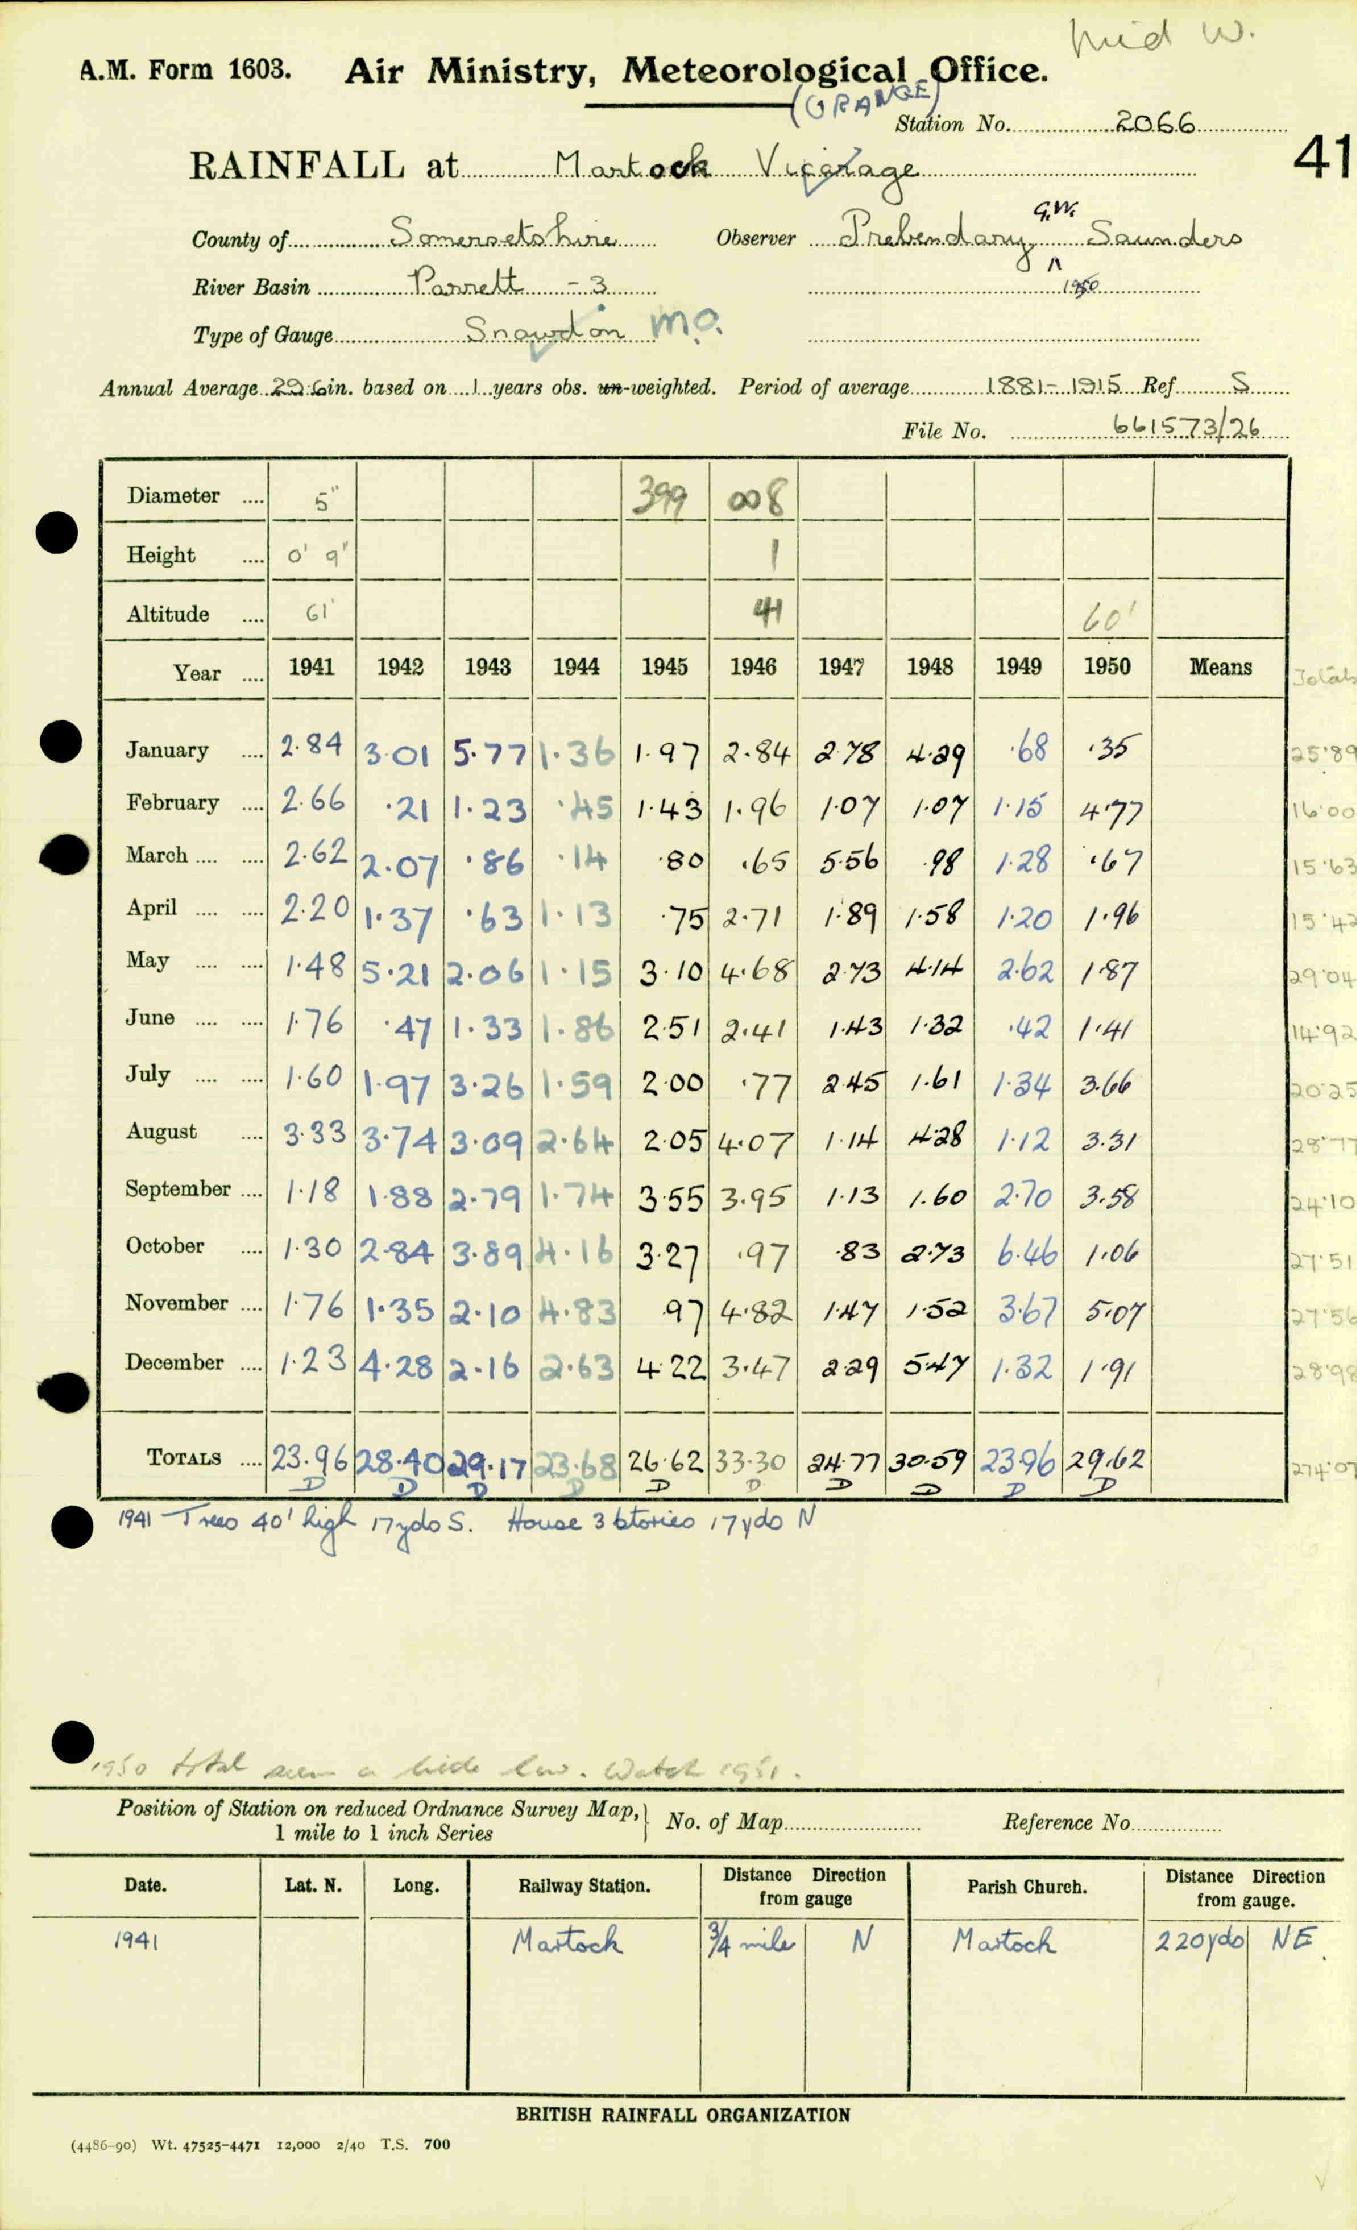 Mid W.
A.M. Form 1603. Air Ministry, Meteorological Office.
(ORANGE)
Station No. 2066
41
RAINFALL at Martock Vicarage
County of Somersetshire Observer Prebendary G.W. Saunders
River Basin Parrett - 3 1950
Type of Gauge Snowdon M.O.
Annual Average 29.6 in. based on 1 years obs. un-weighted. Period of average 1881-1915 Ref S
File No. 661573/26
Diameter .... 5" 399 008
Height .... 0' 9" 1
Altitude .... 61' 41 60'
Year .... 1941 1942 1943 1944 1945 1946 1947 1948 1949 1950 Means Totals
January .... 2.84 3.01 5.77 1.36 1.97 2.84 2.78 4.29 .68 .35 25.89
February .... 2.66 .21 1.23 .45 1.43 1.96 1.07 1.07 1.15 4.77 16.00
March .... .... 2.62 2.07 .86 .14 .80 .65 5.56 .98 1.28 .67 15.63
April .... .... 2.20 1.37 .63 1.13 .75 2.71 1.89 1.58 1.20 1.96 15.42
May .... .... 1.48 5.21 2.06 1.15 3.10 4.68 2.73 4.14 2.62 1.87 29.04
June .... .... 1.76 .47 1.33 1.86 2.51 2.41 1.43 1.32 .42 1.41 14.92
July .... .... 1.60 1.97 3.26 1.59 2.00 .77 2.45 1.61 1.34 3.66 20.25
August .... 3.33 3.74 3.09 2.64 2.05 4.07 1.14 4.28 1.12 3.31 28.77
September .... 1.18 1.88 2.79 1.74 3.55 3.95 1.13 1.60 2.70 3.58 24.10
October .... 1.30 2.84 3.89 4.16 3.27 .97 .83 2.73 6.46 1.06 27.51
November .... 1.76 1.35 2.10 4.83 .97 4.82 1.47 1.52 3.67 5.07 27.56
December .... 1.23 4.28 2.16 2.63 4.22 3.47 2.29 5.47 1.32 1.91 28.98
TOTALS .... 23.96 28.40 29.17 23.68 26.62 33.30 24.77 30.59 23.96 29.62 274.07
D D D D D D D D D D
1941 Trees 40' high 17yds S. House 3 stories 17yds N
1950 total seem a little low. Watch 1951.
Position of Station on reduced Ordnance Survey Map, No. of Map Reference No
1 mile to 1 inch Series
Date. Lat. N. Long. Railway Station. Distance Direction from gauge Parish Church. Distance Direction from gauge.
1941 Martock 3/4 mile N Martock 220yds NE.
BRITISH RAINFALL ORGANIZATION
(4486-90) Wt. 47525-4471 12,000 2/40 T.S. 700